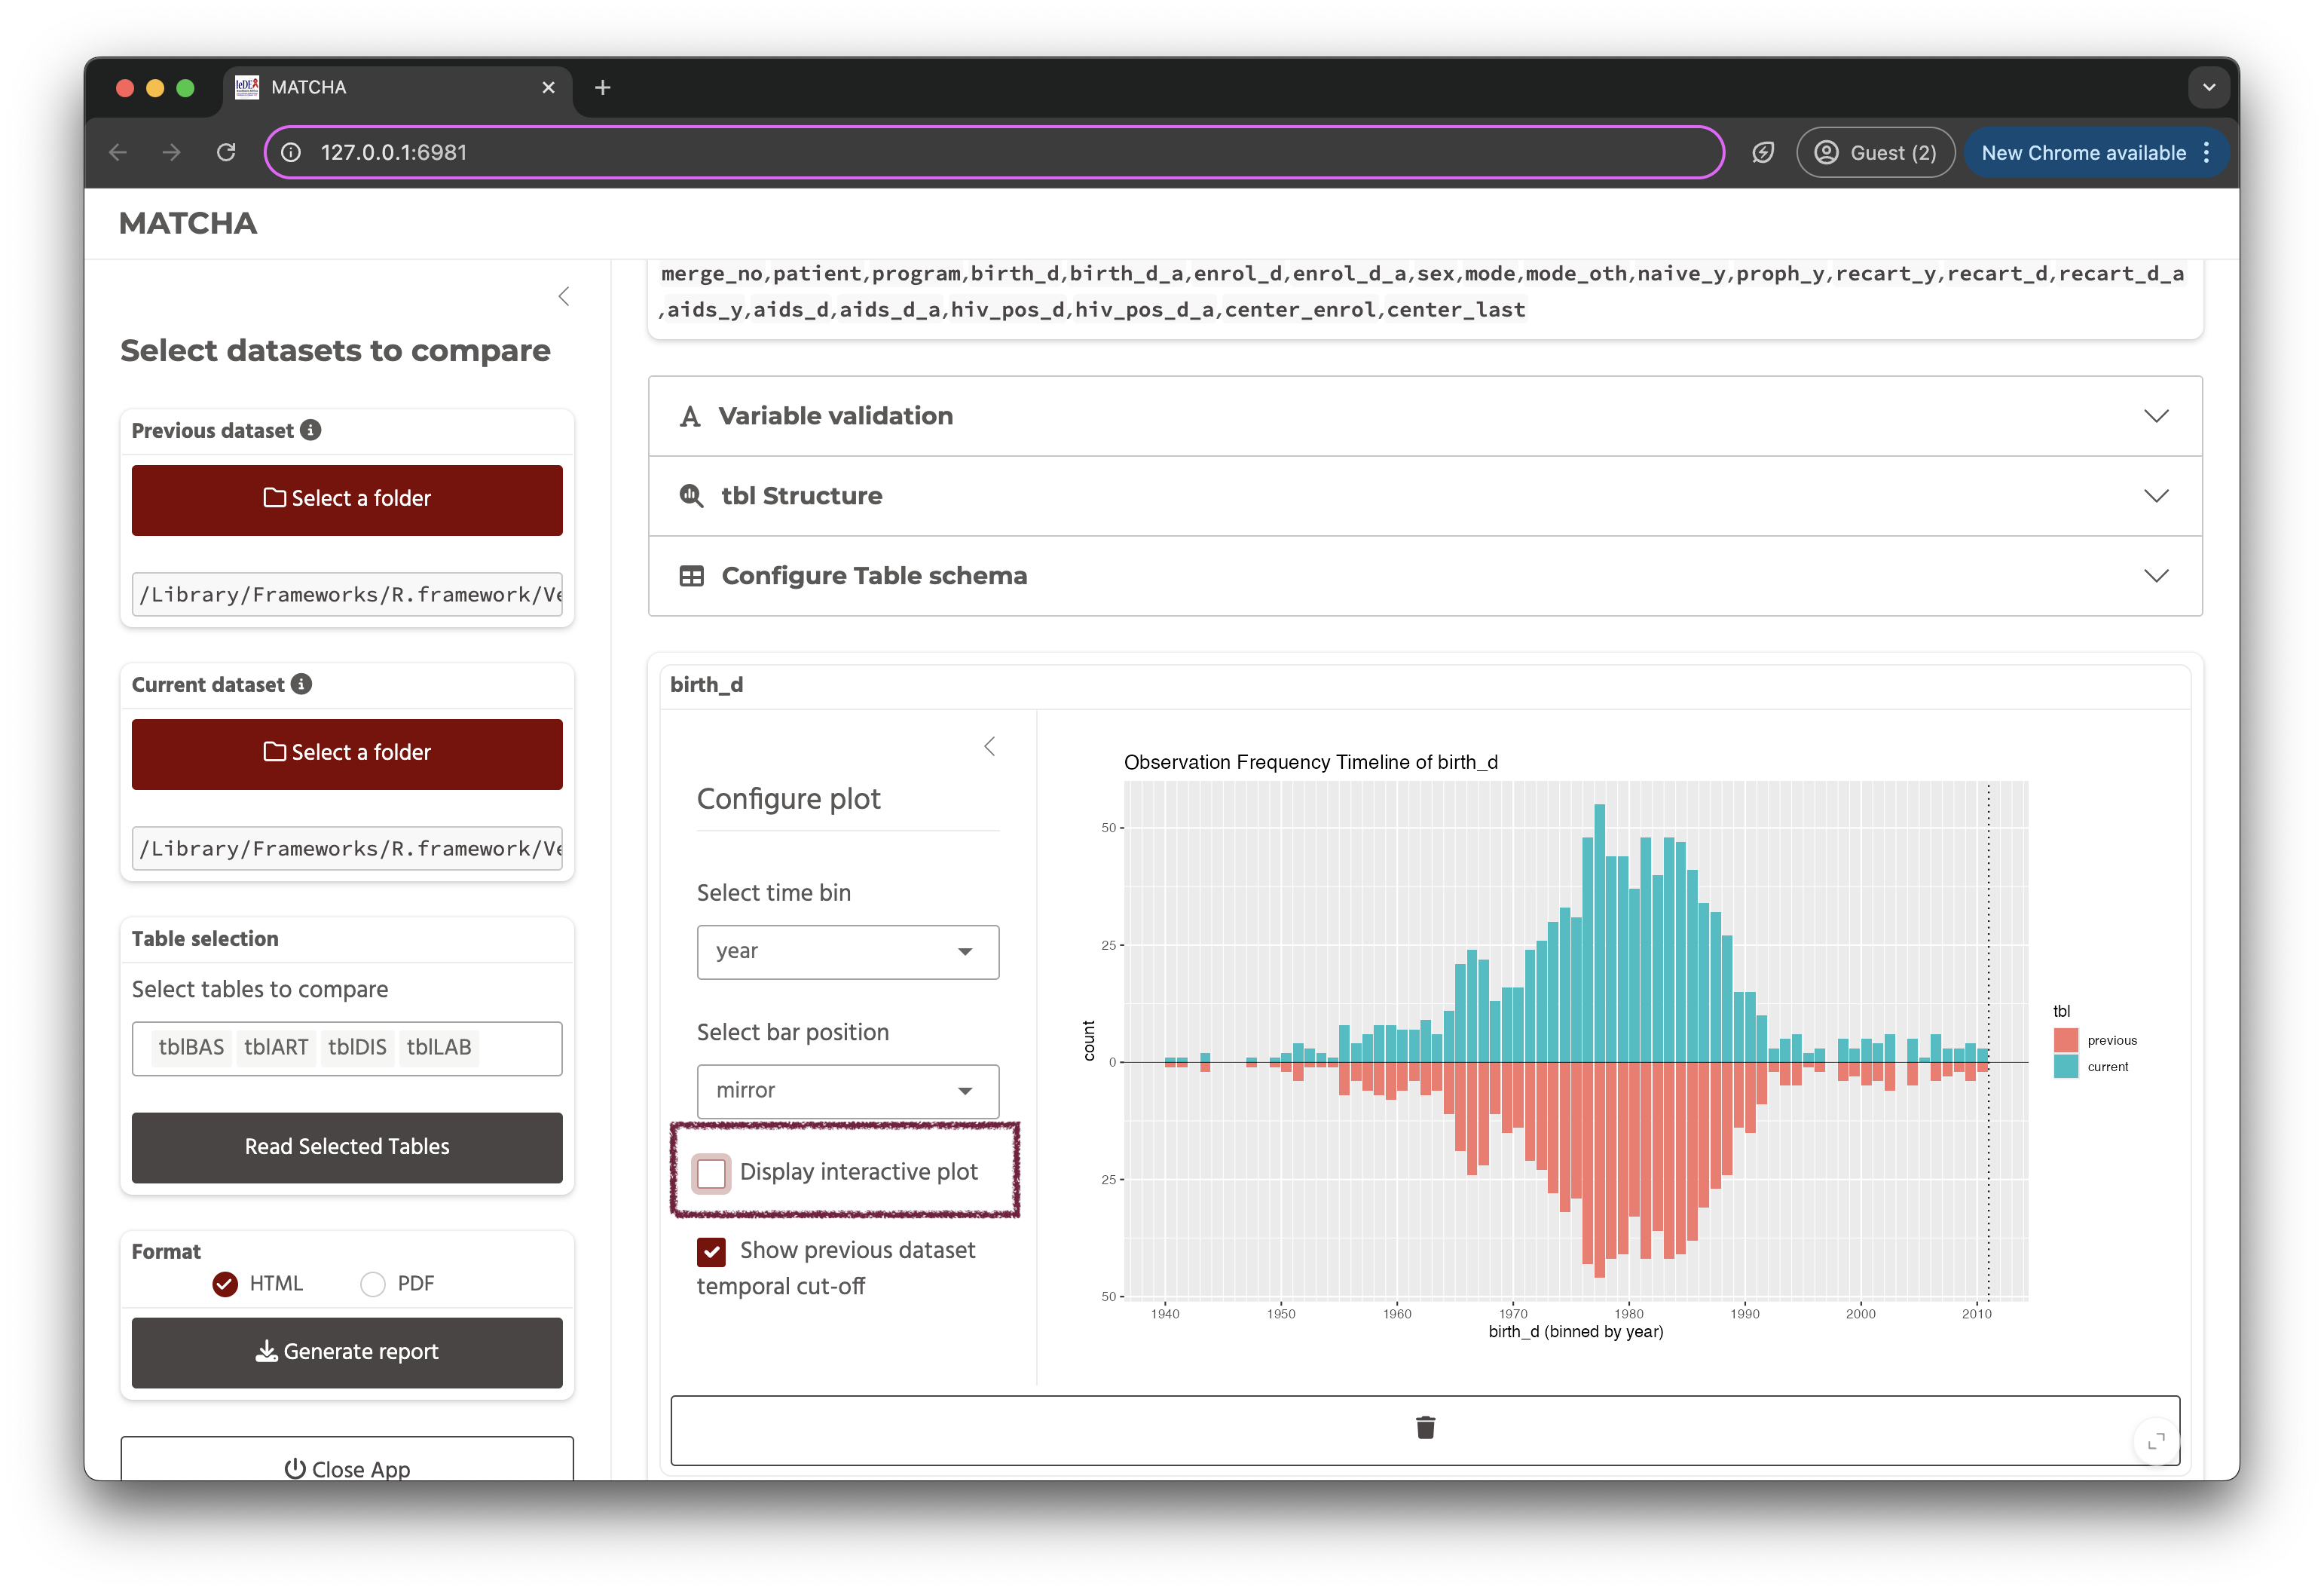 MATCHA
127.0.0.1:6981
Guest (2)
New Chrome available
MATCHA
Select datasets to compare
Previous dataset
Select a folder
/Library/Frameworks/R.framework/Ve
Current dataset
Select a folder
/Library/Frameworks/R.framework/Ve
Table selection
Select tables to compare
tblBAS tblART tblDIS tblLAB
Read Selected Tables
Format
HTML PDF
Generate report
Close App
merge_no,patient,program,birth_d,birth_d_a,enrol_d,enrol_d_a,sex,mode,mode_oth,naive_y,proph_y,recart_y,recart_d,recart_d_a
,aids_y,aids_d,aids_d_a,hiv_pos_d,hiv_pos_d_a,center_enrol,center_last
Variable validation
tbl Structure
Configure Table schema
birth_d
Configure plot
Select time bin
year
Select bar position
mirror
Display interactive plot
Show previous dataset
temporal cut-off
Observation Frequency Timeline of birth_d
50
25
0
25
50
count
1940 1950 1960 1970 1980 1990 2000 2010
birth_d (binned by year)
tbl
previous
current